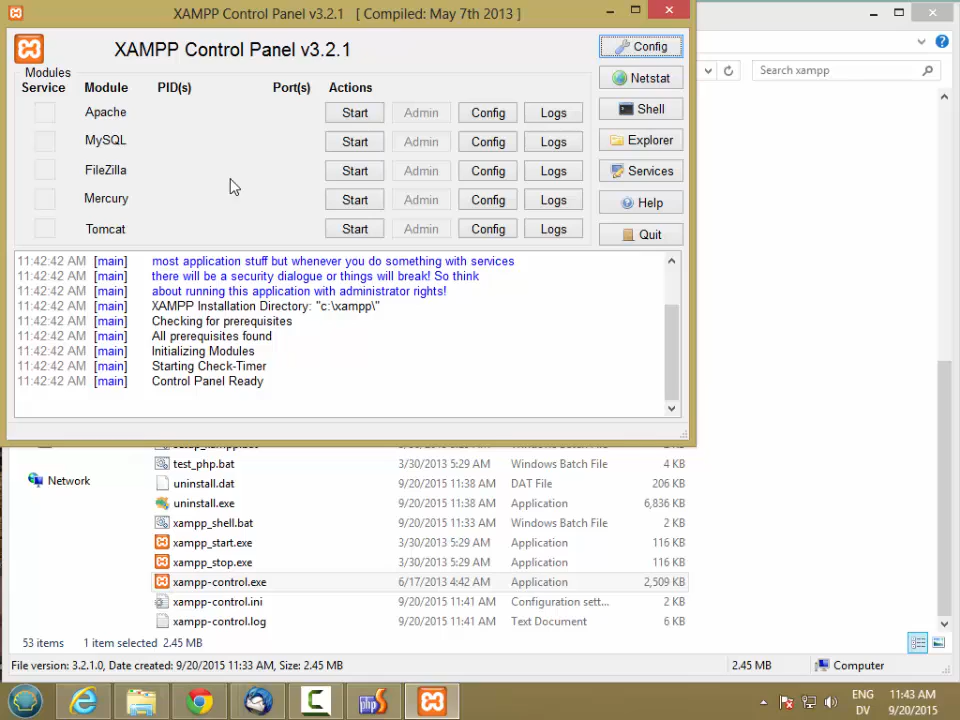 XAMPP Control Panel v3.2.1 [ Compiled: May 7th 2013 ]
XAMPP Control Panel v3.2.1
Config
Modules
Service Module PID(s) Port(s) Actions
Netstat
Apache Start Admin Config Logs
Shell
MySQL Start Admin Config Logs
Explorer
FileZilla Start Admin Config Logs
Services
Mercury Start Admin Config Logs
Help
Tomcat Start Admin Config Logs
Quit
Search xampp
11:42:42 AM [main] most application stuff but whenever you do something with services
11:42:42 AM [main] there will be a security dialogue or things will break! So think
11:42:42 AM [main] about running this application with administrator rights!
11:42:42 AM [main] XAMPP Installation Directory: "c:\xampp\"
11:42:42 AM [main] Checking for prerequisites
11:42:42 AM [main] All prerequisites found
11:42:42 AM [main] Initializing Modules
11:42:42 AM [main] Starting Check-Timer
11:42:42 AM [main] Control Panel Ready
Network
test_php.bat 3/30/2013 5:29 AM Windows Batch File 4 KB
uninstall.dat 9/20/2015 11:38 AM DAT File 206 KB
uninstall.exe 9/20/2015 11:38 AM Application 6,836 KB
xampp_shell.bat 9/20/2015 11:33 AM Windows Batch File 2 KB
xampp_start.exe 3/30/2013 5:29 AM Application 116 KB
xampp_stop.exe 3/30/2013 5:29 AM Application 116 KB
xampp-control.exe 6/17/2013 4:42 AM Application 2,509 KB
xampp-control.ini 9/20/2015 11:41 AM Configuration sett... 2 KB
xampp-control.log 9/20/2015 11:41 AM Text Document 6 KB
53 items 1 item selected 2.45 MB
File version: 3.2.1.0, Date created: 9/20/2015 11:33 AM, Size: 2.45 MB 2.45 MB Computer
php
ENG 11:43 AM
DV 9/20/2015